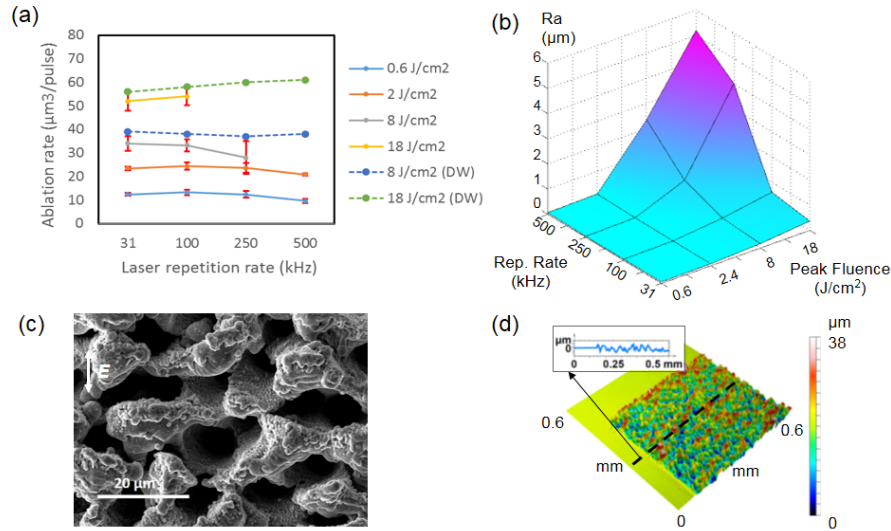 (a)
Ablation rate (µm3/pulse)
80
70
60
50
40
30
20
10
0
31 100 250 500
Laser repetition rate (kHz)
0.6 J/cm2
2 J/cm2
8 J/cm2
18 J/cm2
8 J/cm2 (DW)
18 J/cm2 (DW)
(b)
Ra
(µm)
6
5
4
3
2
1
0
500
250
100
31
Rep. Rate
(kHz)
0.6
2.4
8
18
Peak Fluence
(J/cm²)
(c)
E
20 µm
(d)
µm
0
0 0.25 0.5 mm
0.6
mm
0
mm
0.6
µm
38
0